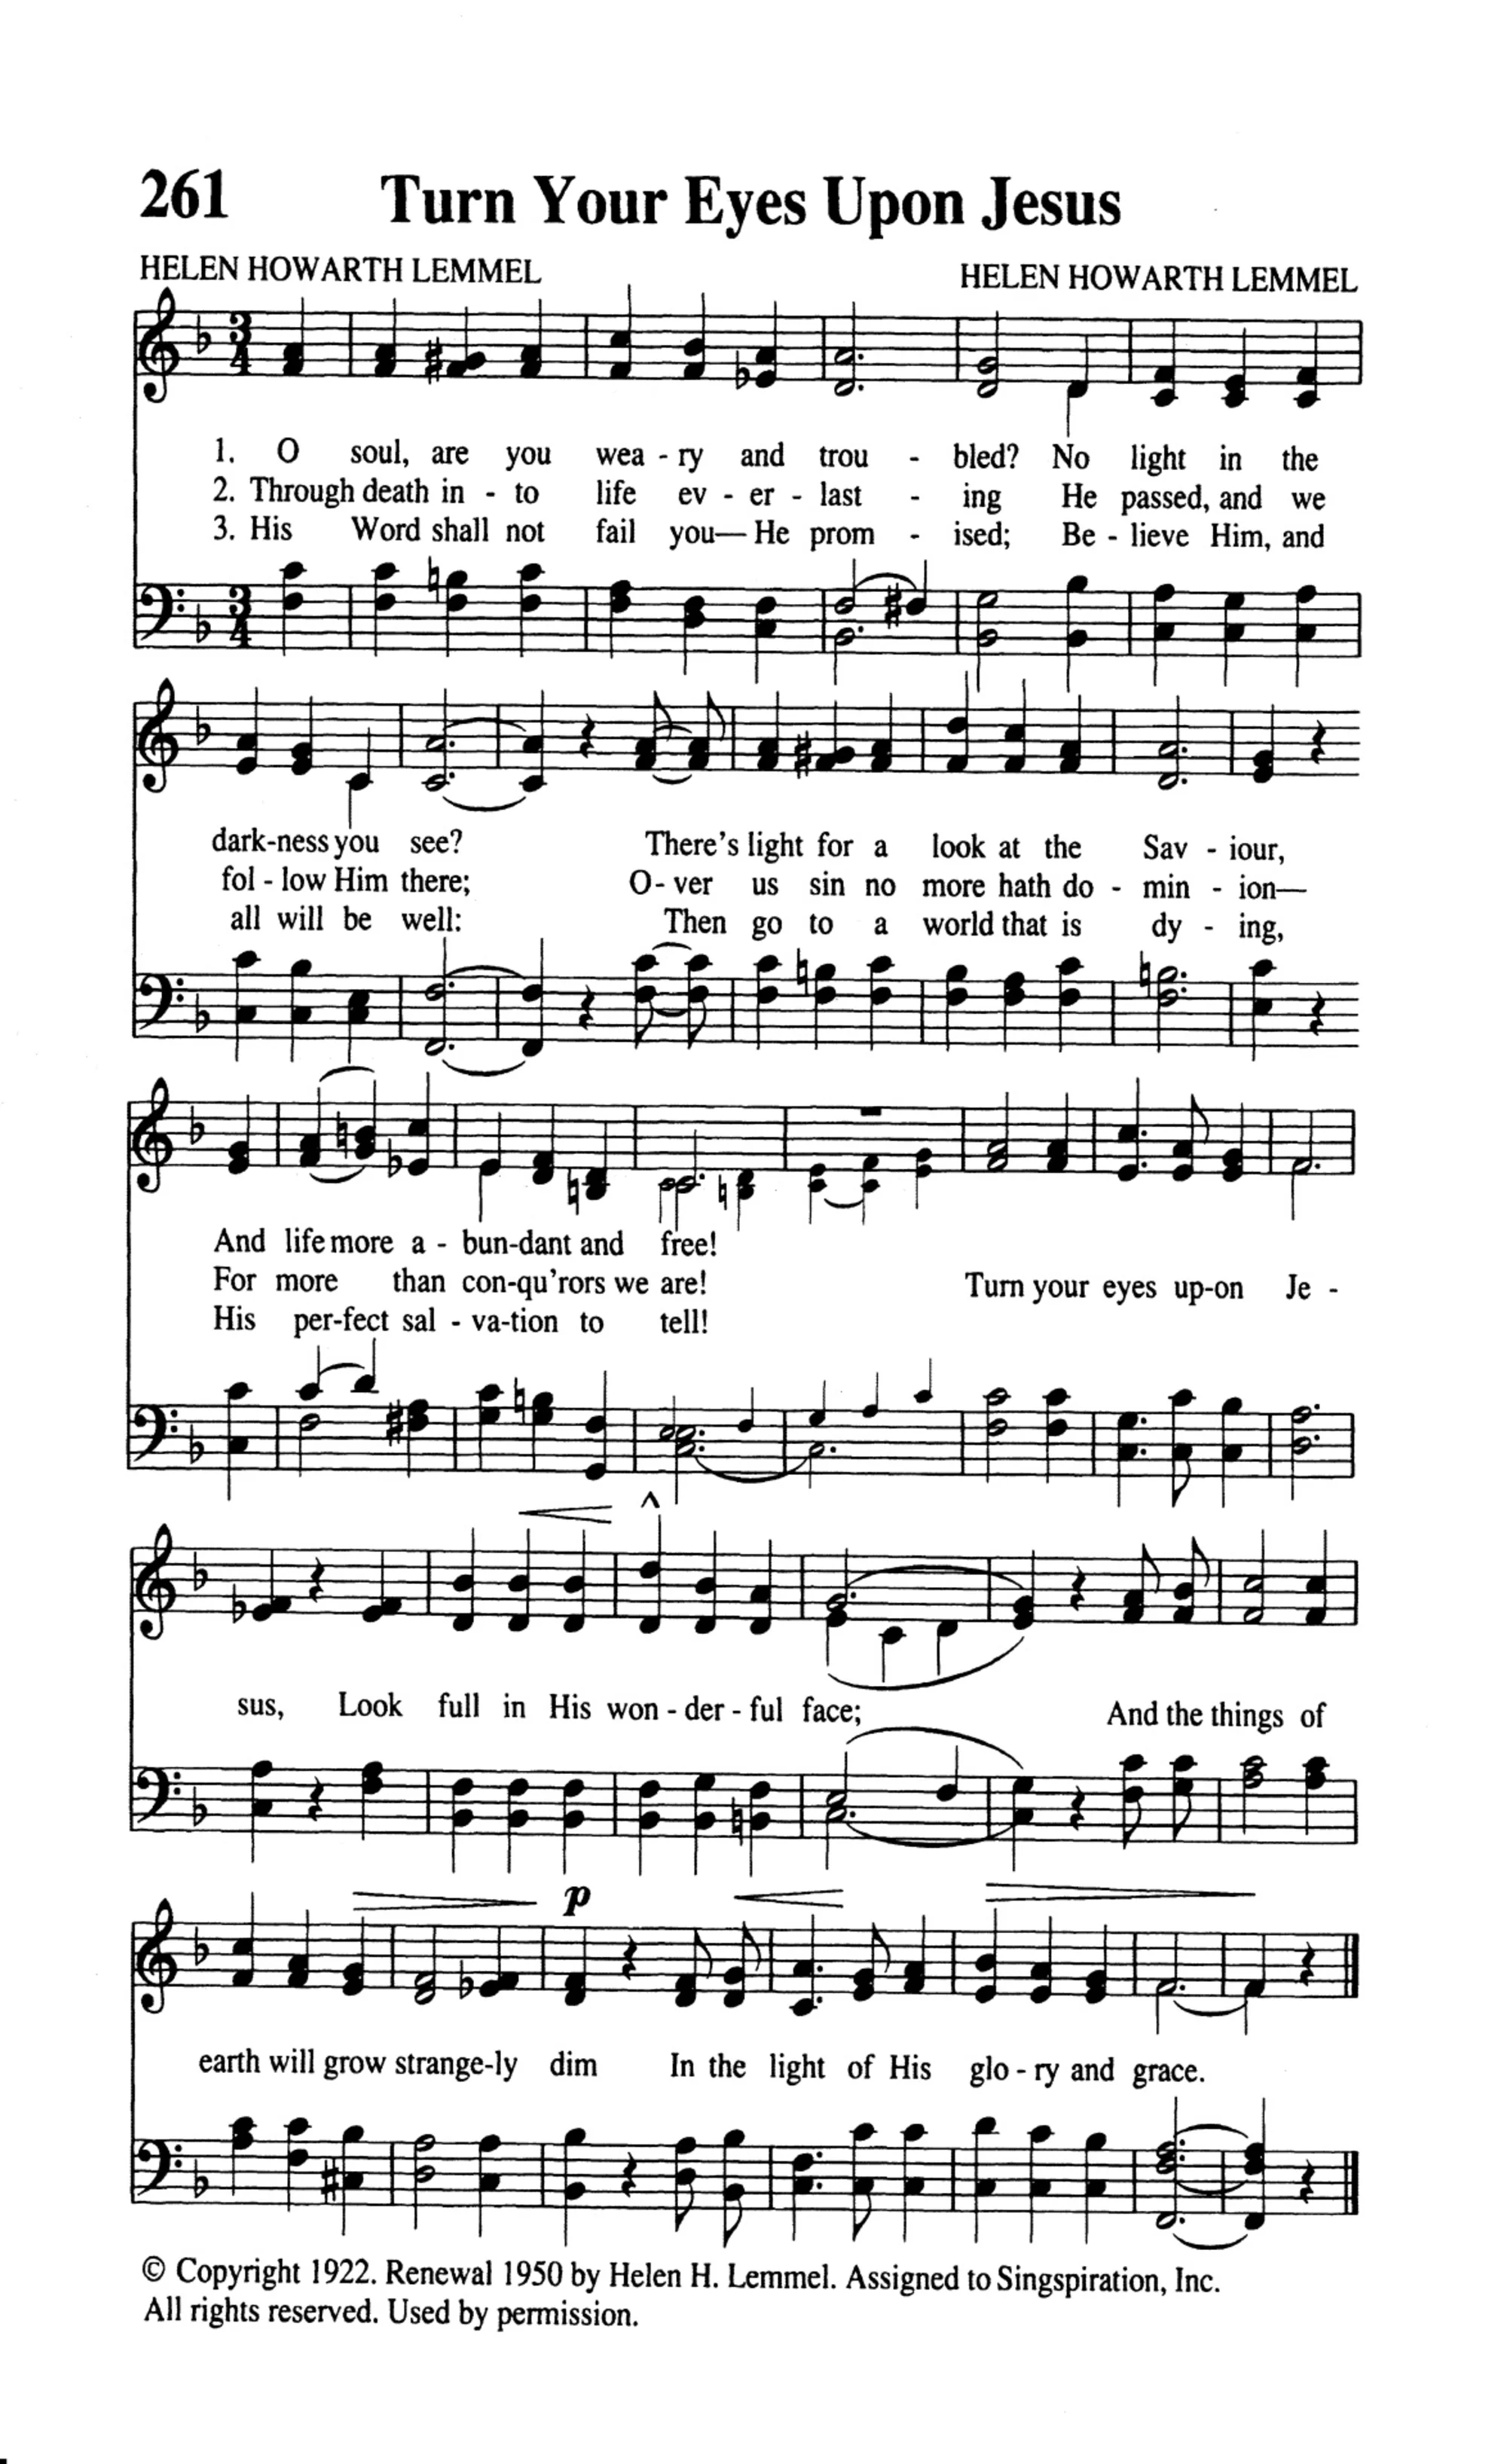 261 Turn Your Eyes Upon Jesus
HELEN HOWARTH LEMMEL HELEN HOWARTH LEMMEL
1. O soul, are you wea - ry and trou - bled? No light in the
2. Through death in - to life ev - er - last - ing He passed, and we
3. His Word shall not fail you— He prom - ised; Be - lieve Him, and
dark-ness you see? There's light for a look at the Sav - iour,
fol - low Him there; O- ver us sin no more hath do - min - ion—
all will be well: Then go to a world that is dy - ing,
And life more a - bun-dant and free!
For more than con-qu'rors we are! Turn your eyes up-on Je -
His per-fect sal - va-tion to tell!
sus, Look full in His won - der - ful face; And the things of
p
earth will grow strange-ly dim In the light of His glo - ry and grace.
© Copyright 1922. Renewal 1950 by Helen H. Lemmel. Assigned to Singspiration, Inc.
All rights reserved. Used by permission.